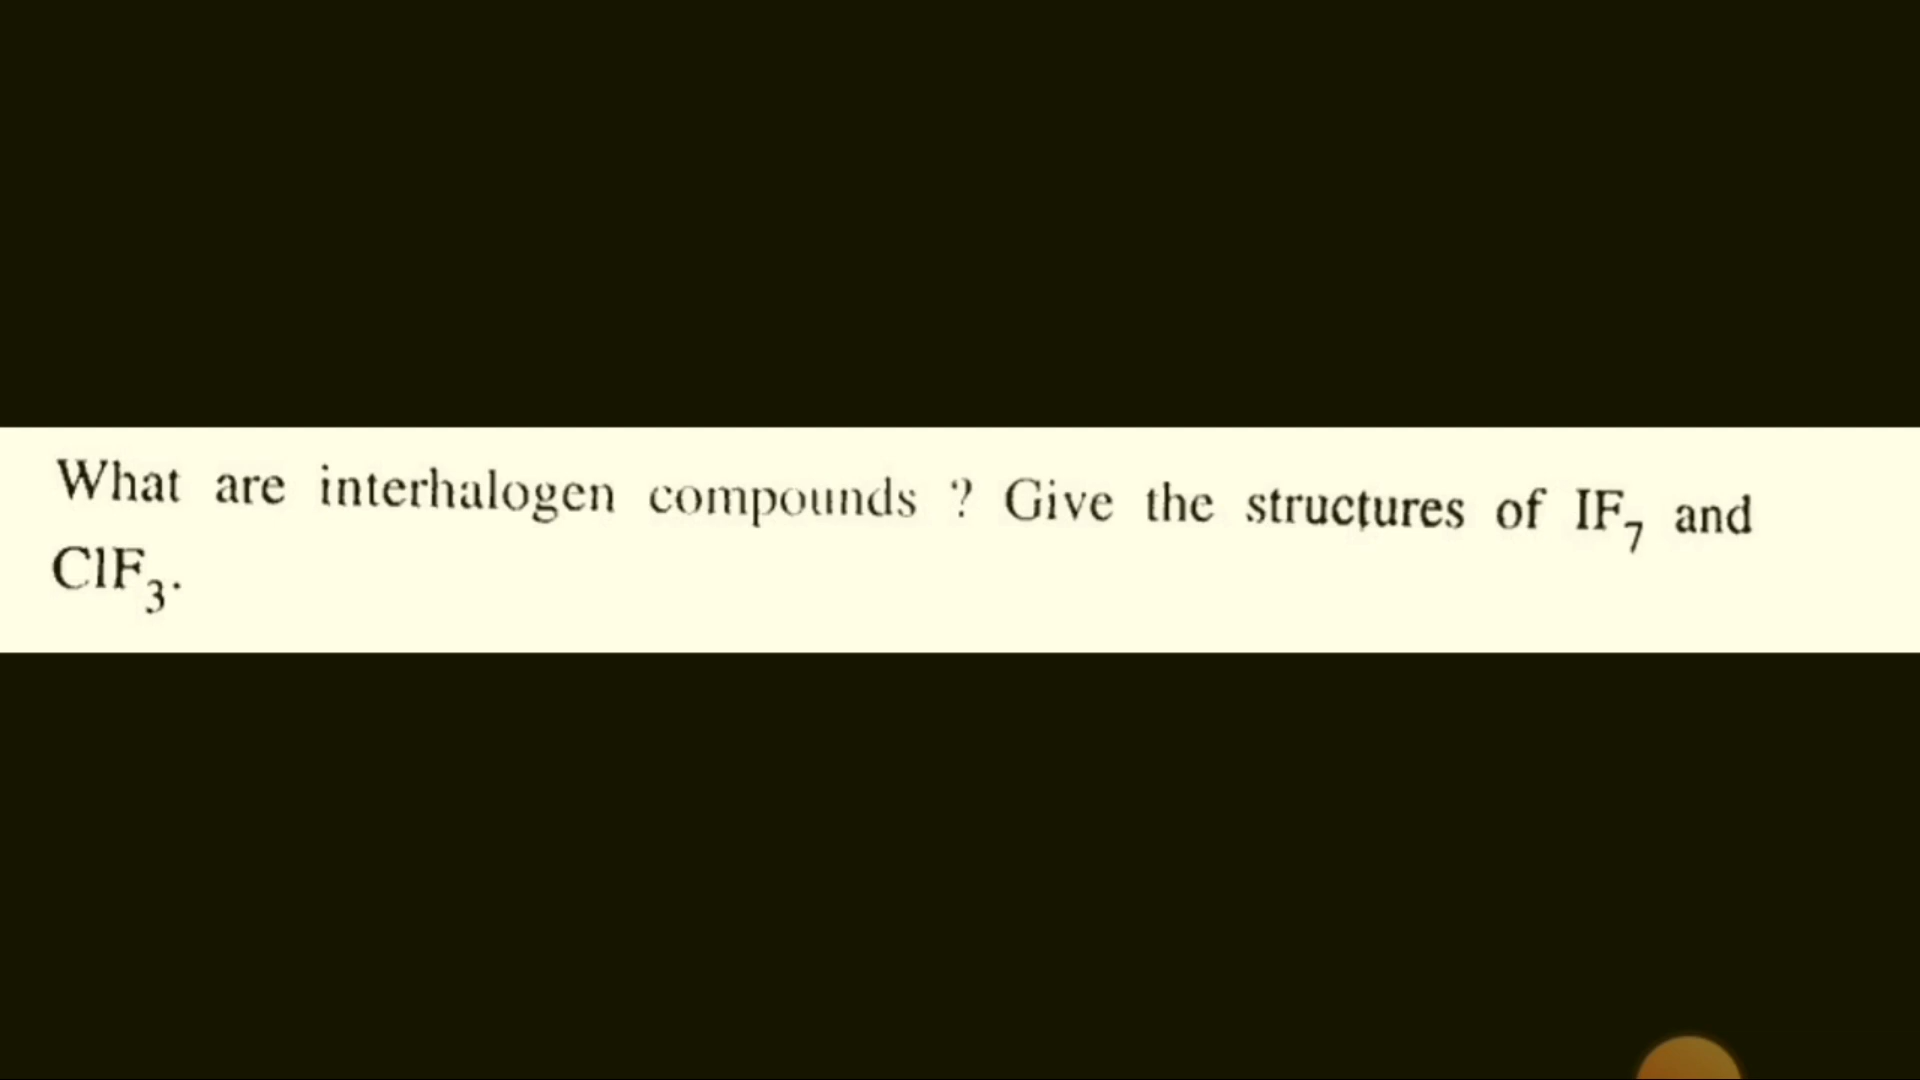 What are interhalogen compounds ? Give the structures of IF₇ and
ClF₃.